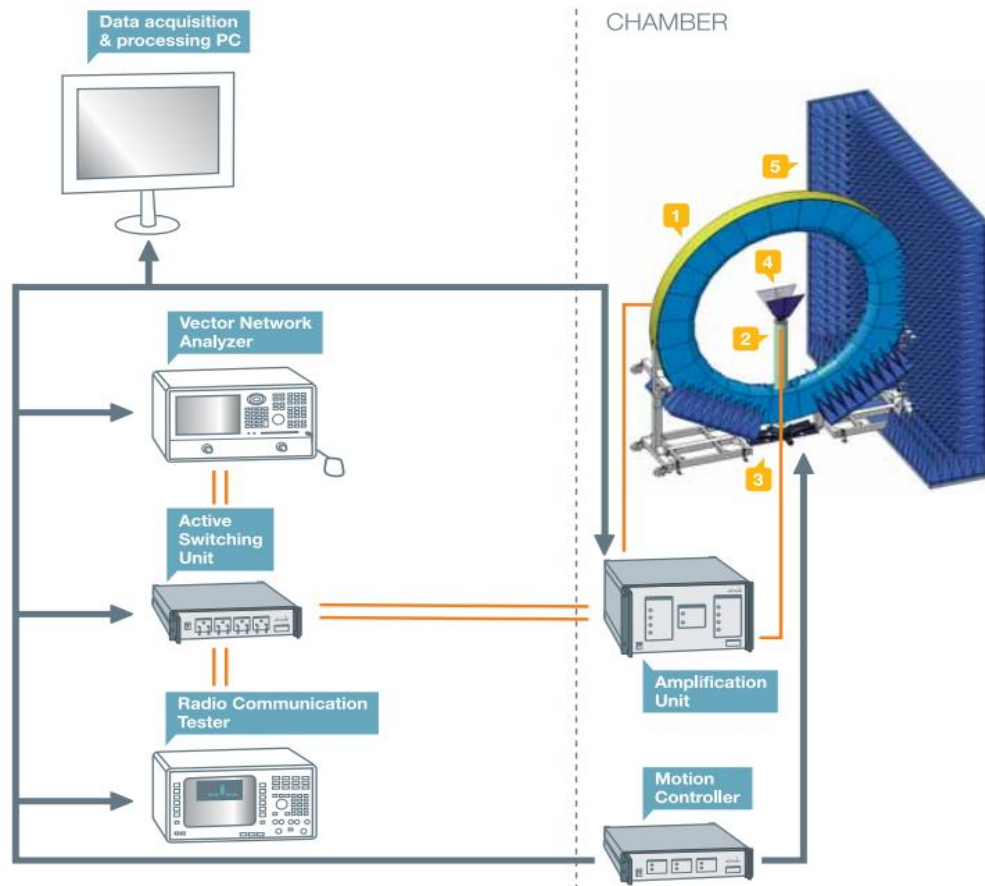 Data acquisition
& processing PC
CHAMBER
5
1
4
Vector Network
Analyzer
2
3
Active
Switching
Unit
Amplification
Unit
Radio Communication
Tester
Motion
Controller